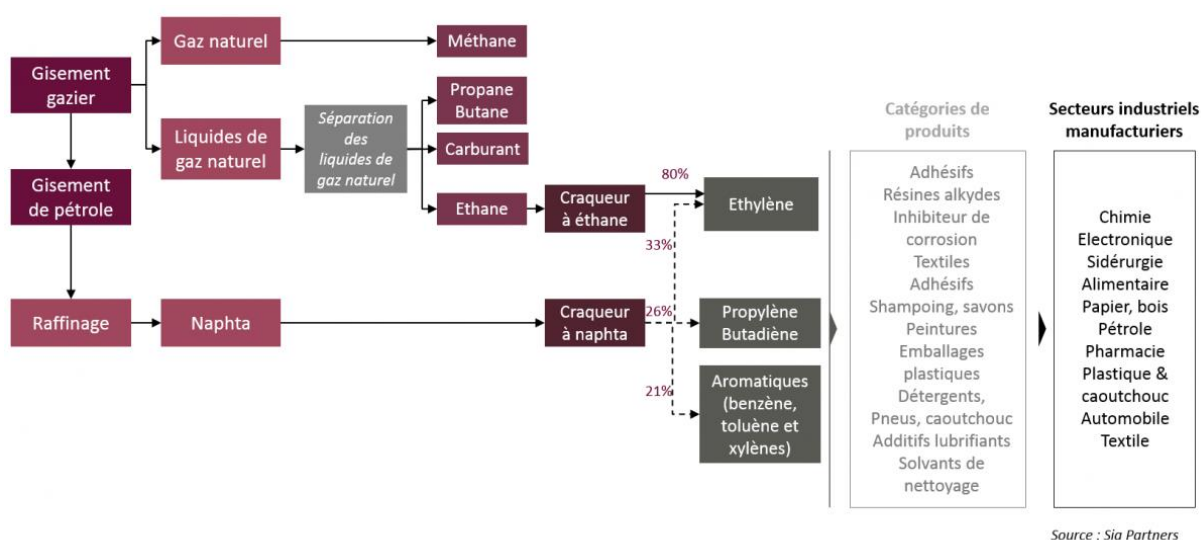 Gaz naturel
Méthane
Gisement
gazier
Propane
Butane
Liquides de
gaz naturel
Séparation
des
liquides de
gaz naturel
Carburant
Gisement
de pétrole
Ethane
Craqueur
à éthane
80%
Ethylène
33%
Raffinage
Naphta
Craqueur
à naphta
26%
Propylène
Butadiène
21%
Aromatiques
(benzène,
toluène et
xylènes)
Catégories de
produits
Adhésifs
Résines alkydes
Inhibiteur de
corrosion
Textiles
Adhésifs
Shampoing, savons
Peintures
Emballages
plastiques
Détergents,
Pneus, caoutchouc
Additifs lubrifiants
Solvants de
nettoyage
Secteurs industriels
manufacturiers
Chimie
Electronique
Sidérurgie
Alimentaire
Papier, bois
Pétrole
Pharmacie
Plastique &
caoutchouc
Automobile
Textile
Source : Sia Partners